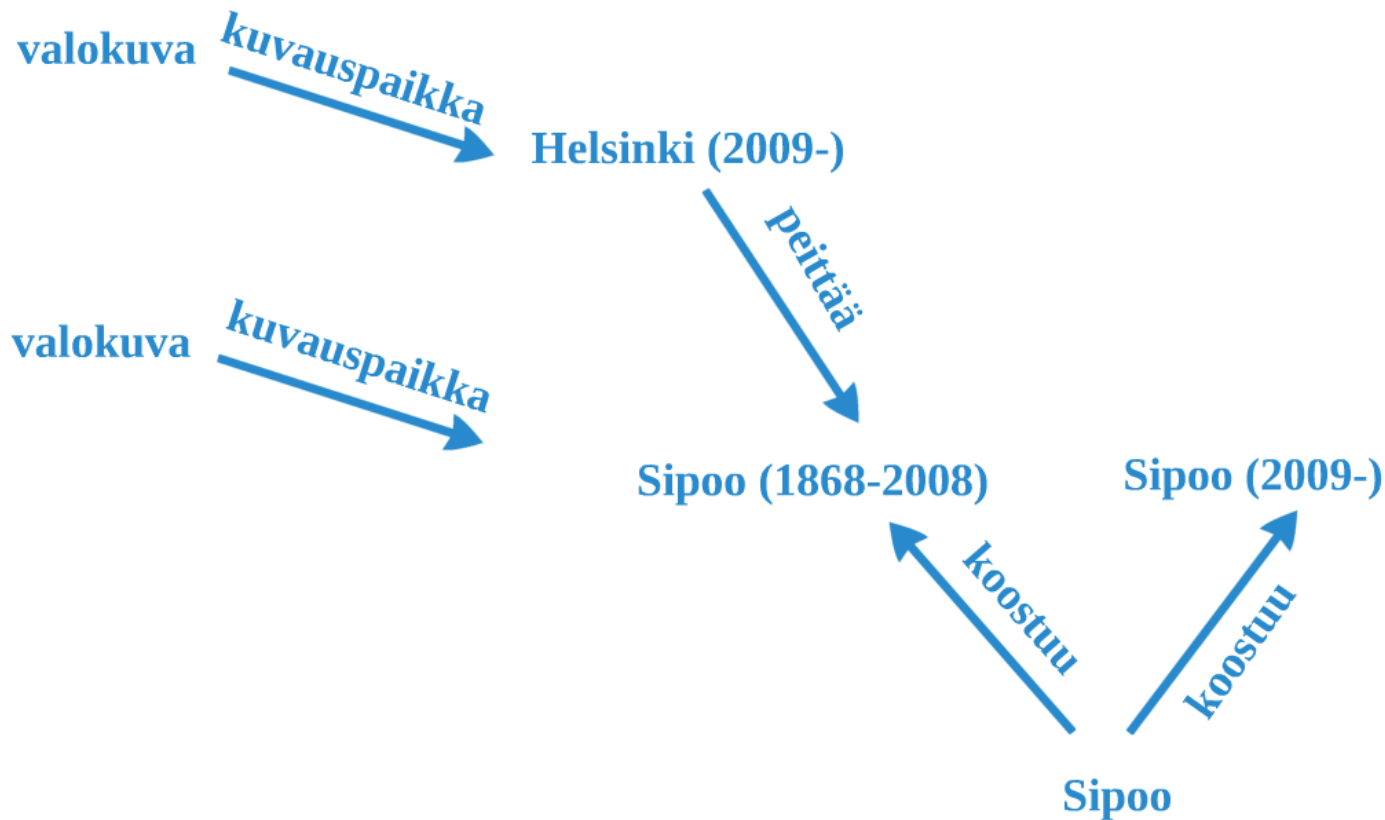 valokuva
kuvauspaikka
Helsinki (2009-)
peittää
valokuva
kuvauspaikka
Sipoo (1868-2008)
Sipoo (2009-)
koostuu
koostuu
Sipoo